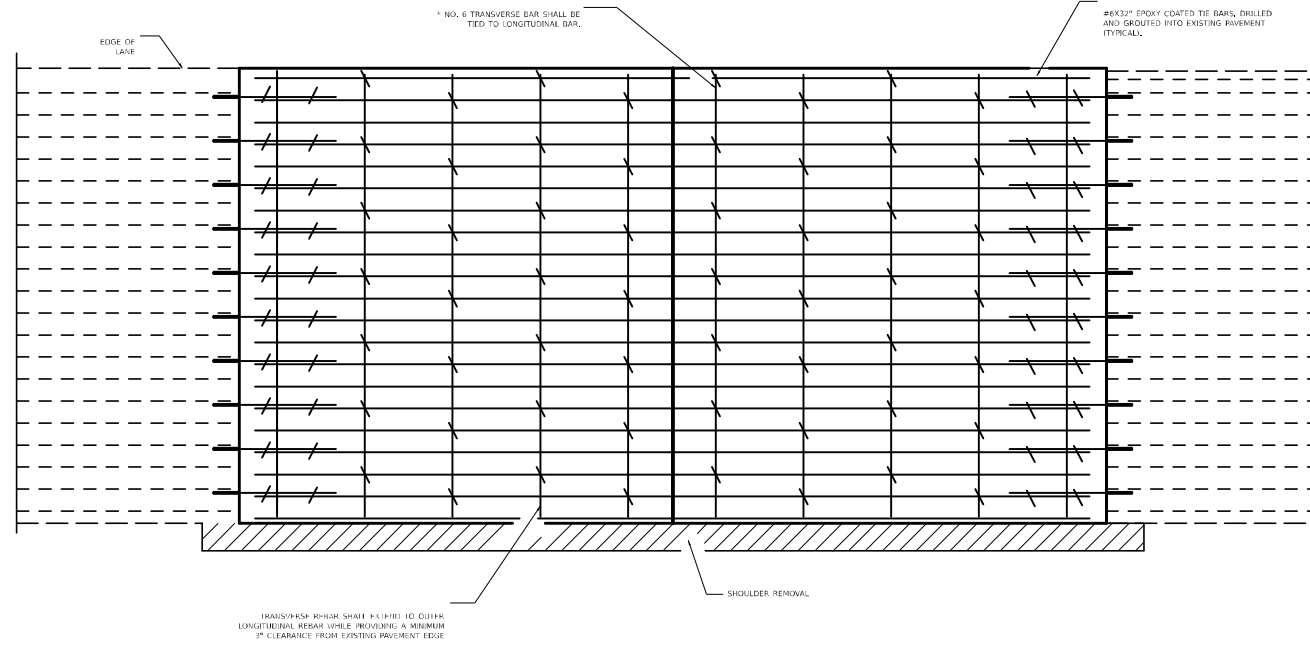 * NO. 6 TRANSVERSE BAR SHALL BE
TIED TO LONGITUDINAL BAR.
#6X32" EPOXY COATED TIE BARS, DRILLED
AND GROUTED INTO EXISTING PAVEMENT
(TYPICAL).
EDGE OF
LANE
SHOULDER REMOVAL
TRANSVERSE REBAR SHALL EXTEND TO OUTER
LONGITUDINAL REBAR WHILE PROVIDING A MINIMUM
3" CLEARANCE FROM EXISTING PAVEMENT EDGE